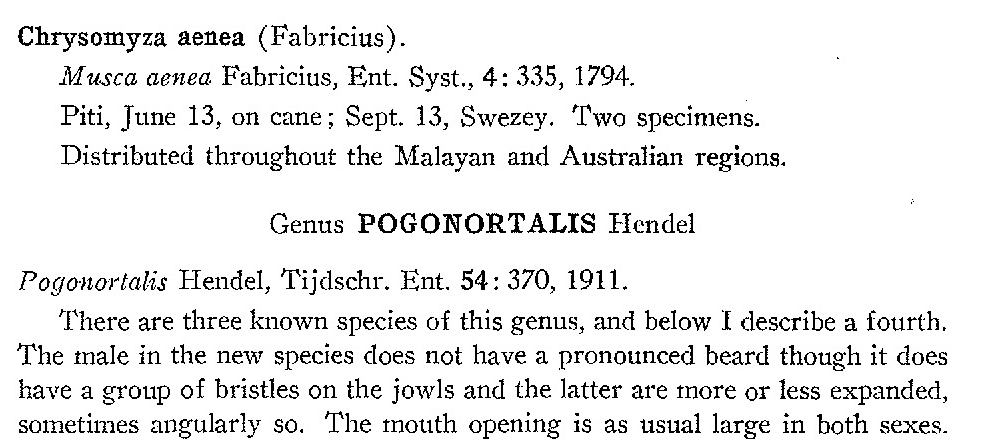 Chrysomyza aenea (Fabricius).
Musca aenea Fabricius, Ent. Syst., 4: 335, 1794.
Piti, June 13, on cane; Sept. 13, Swezey. Two specimens.
Distributed throughout the Malayan and Australian regions.
Genus POGONORTALIS Hendel
Pogonortalis Hendel, Tijdschr. Ent. 54: 370, 1911.
There are three known species of this genus, and below I describe a fourth.
The male in the new species does not have a pronounced beard though it does
have a group of bristles on the jowls and the latter are more or less expanded,
sometimes angularly so. The mouth opening is as usual large in both sexes.